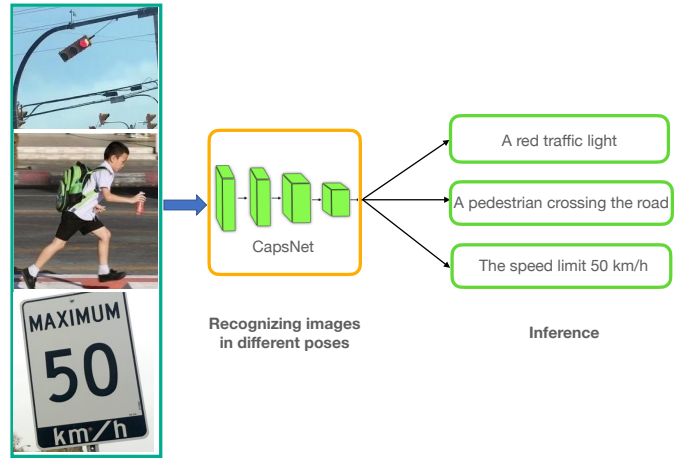 MAXIMUM
50
km/h
CapsNet
Recognizing images
in different poses
A red traffic light
A pedestrian crossing the road
The speed limit 50 km/h
Inference